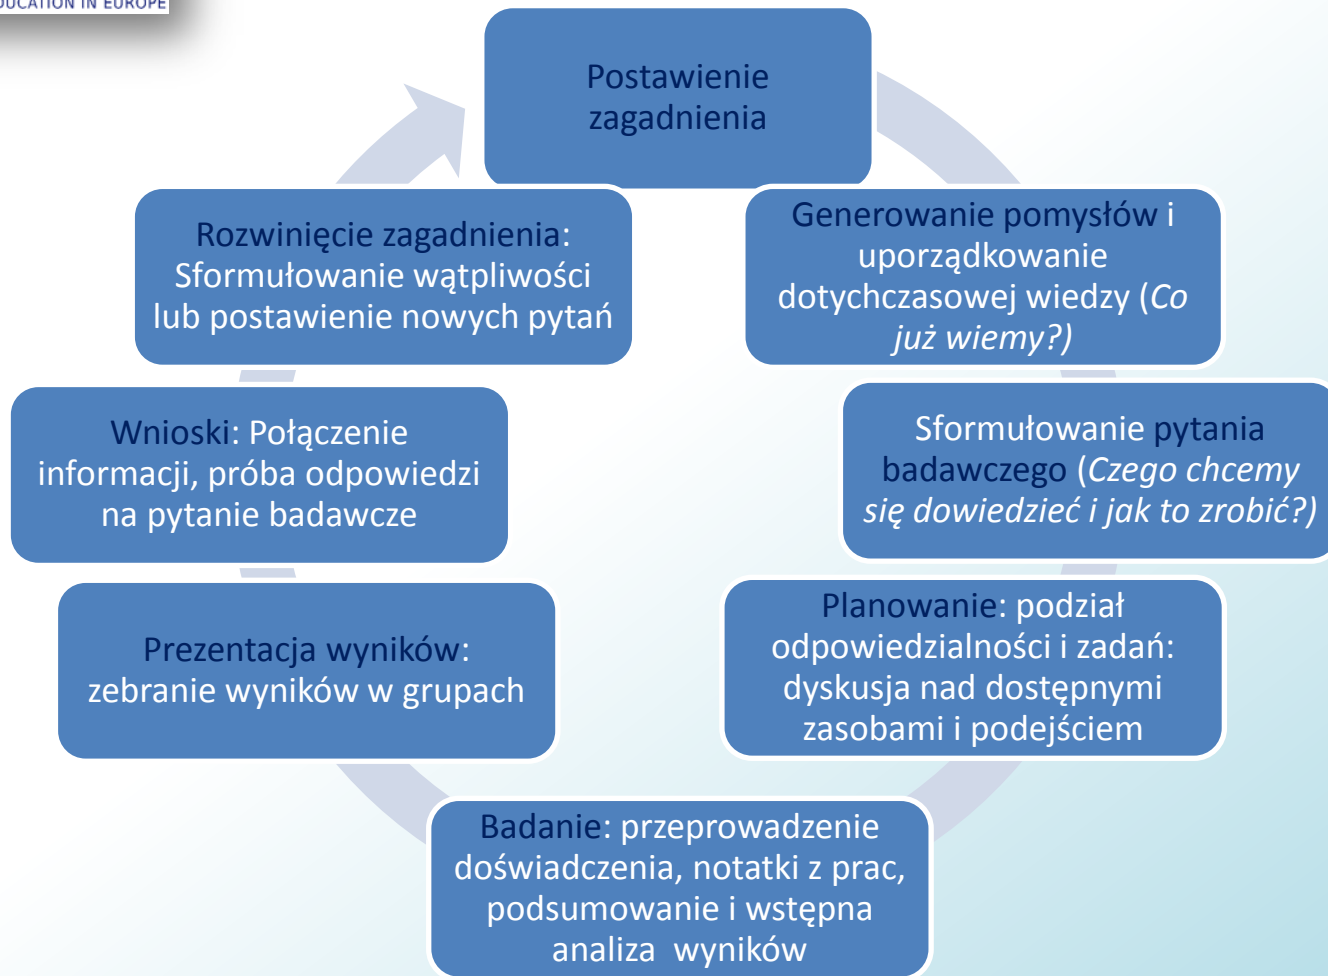 EDUCATION IN EUROPE
Postawienie
zagadnienia
Generowanie pomysłów i
uporządkowanie
dotychczasowej wiedzy (Co
już wiemy?)
Sformułowanie pytania
badawczego (Czego chcemy
się dowiedzieć i jak to zrobić?)
Planowanie: podział
odpowiedzialności i zadań:
dyskusja nad dostępnymi
zasobami i podejściem
Badanie: przeprowadzenie
doświadczenia, notatki z prac,
podsumowanie i wstępna
analiza  wyników
Prezentacja wyników:
zebranie wyników w grupach
Wnioski: Połączenie
informacji, próba odpowiedzi
na pytanie badawcze
Rozwinięcie zagadnienia:
Sformułowanie wątpliwości
lub postawienie nowych pytań